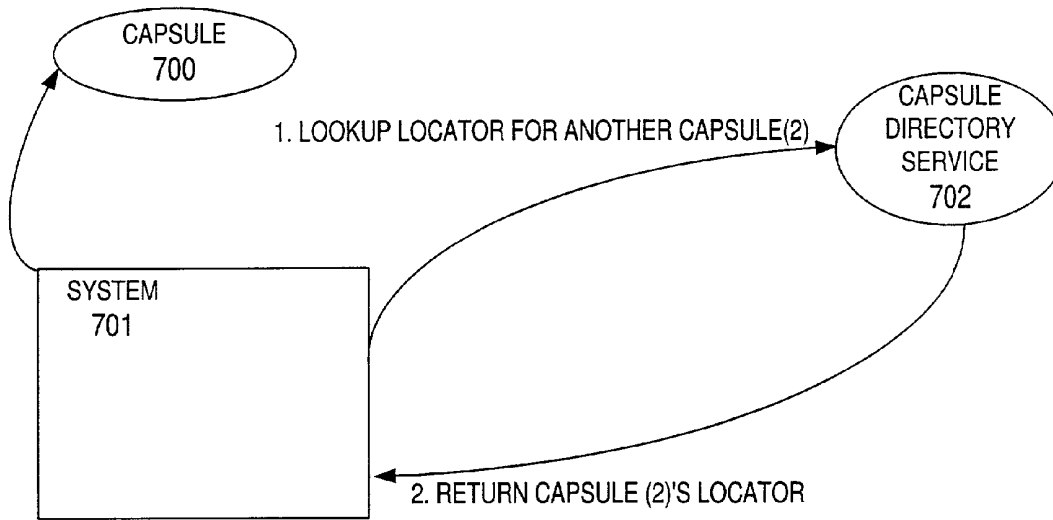 CAPSULE
700
1. LOOKUP LOCATOR FOR ANOTHER CAPSULE(2)
CAPSULE
DIRECTORY
SERVICE
702
SYSTEM
701
2. RETURN CAPSULE (2)'S LOCATOR